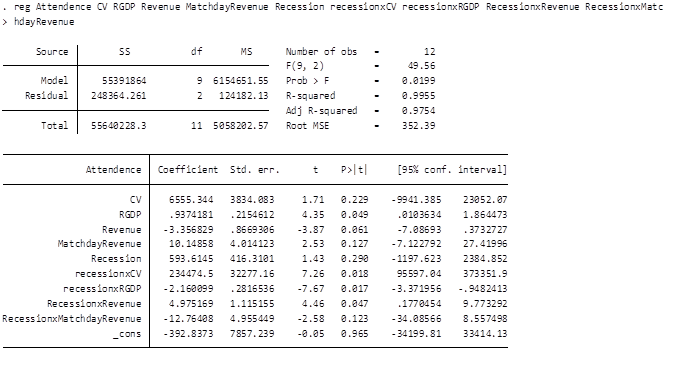 . reg Attendence CV RGDP Revenue MatchdayRevenue Recession recessionxCV recessionxRGDP RecessionxRevenue RecessionxMatc
> hdayRevenue
Source SS df MS Number of obs = 12
F(9, 2) = 49.56
Model 55391864 9 6154651.55 Prob > F = 0.0199
Residual 248364.261 2 124182.13 R-squared = 0.9955
Adj R-squared = 0.9754
Total 55640228.3 11 5058202.57 Root MSE = 352.39
Attendence Coefficient Std. err. t P>|t| [95% conf. interval]
CV 6555.344 3834.083 1.71 0.229 -9941.385 23052.07
RGDP .9374181 .2154612 4.35 0.049 .0103634 1.864473
Revenue -3.356829 .8669306 -3.87 0.061 -7.08693 .3732727
MatchdayRevenue 10.14858 4.014123 2.53 0.127 -7.122792 27.41996
Recession 593.6145 416.3101 1.43 0.290 -1197.623 2384.852
recessionxCV 234474.5 32277.16 7.26 0.018 95597.04 373351.9
recessionxRGDP -2.160099 .2816536 -7.67 0.017 -3.371956 -.9482413
RecessionxRevenue 4.975169 1.115155 4.46 0.047 .1770454 9.773292
RecessionxMatchdayRevenue -12.76408 4.955449 -2.58 0.123 -34.08566 8.557498
_cons -392.8373 7857.239 -0.05 0.965 -34199.81 33414.13